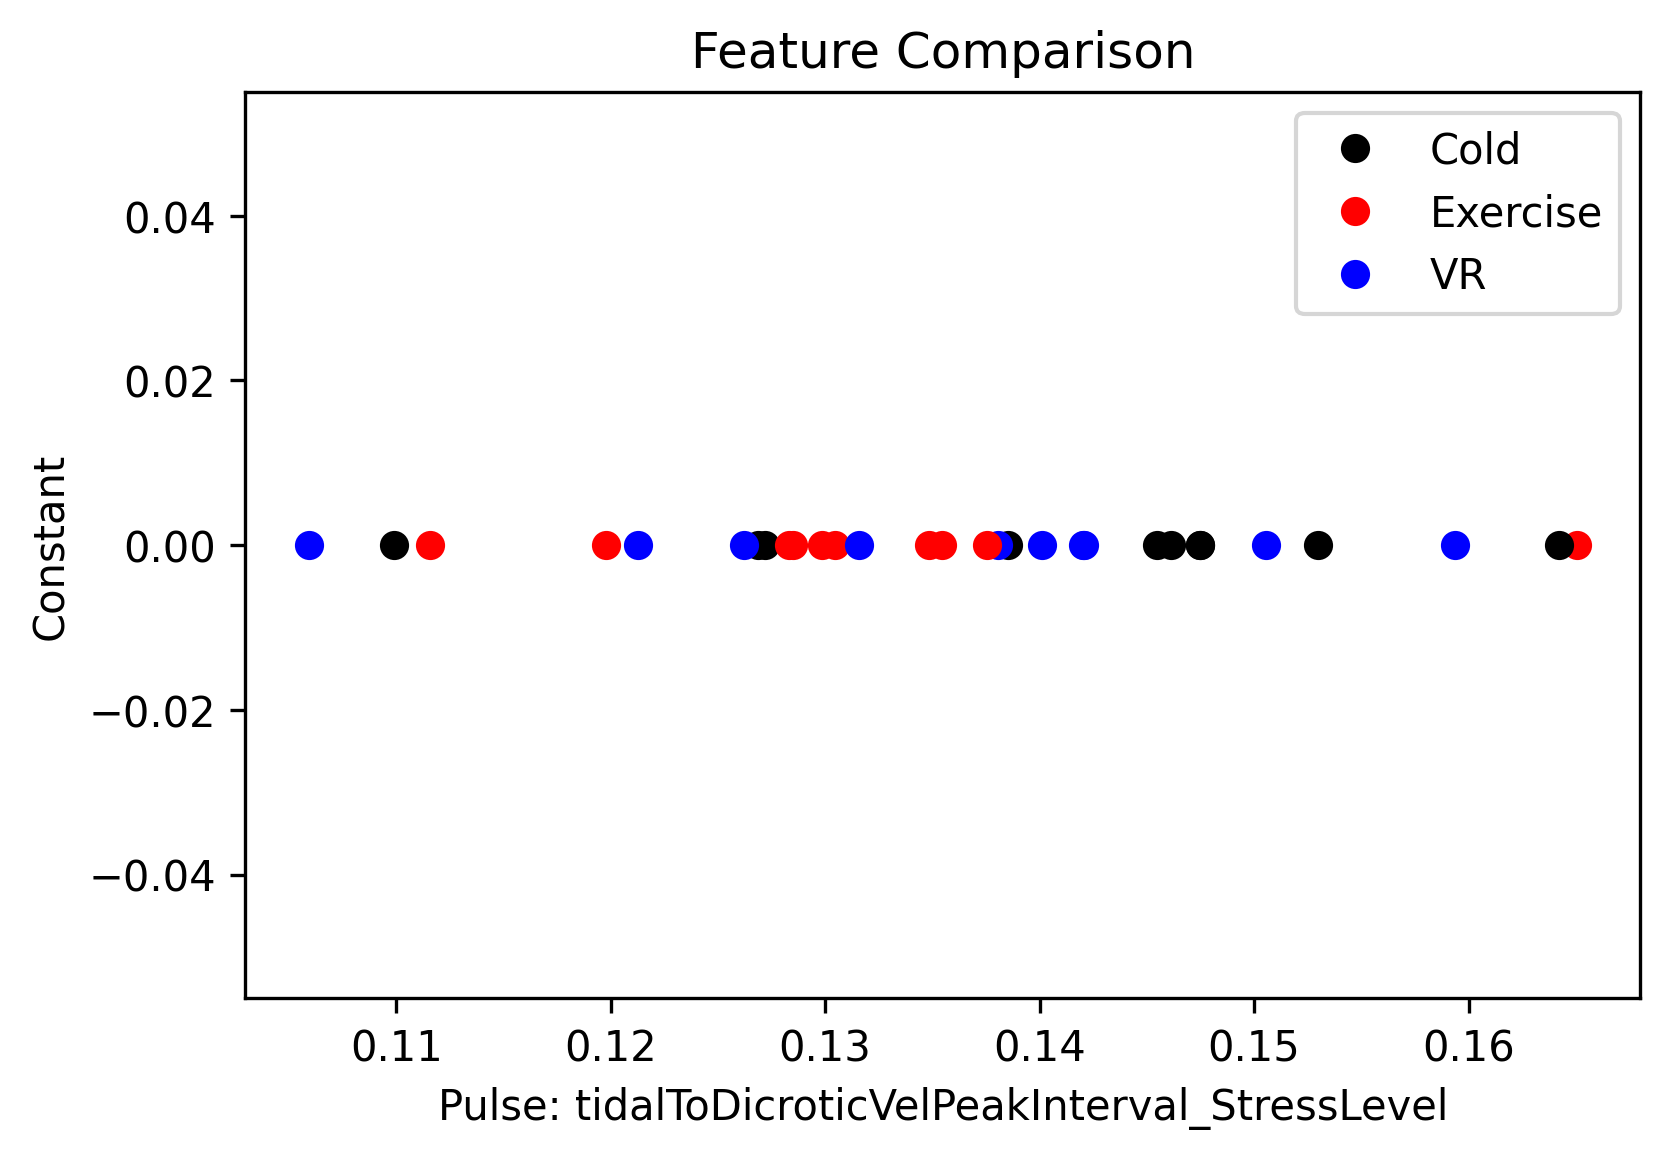 Feature Comparison
Cold
Exercise
VR
Constant
0.04
0.02
0.00
−0.02
−0.04
0.11 0.12 0.13 0.14 0.15 0.16
Pulse: tidalToDicroticVelPeakInterval_StressLevel